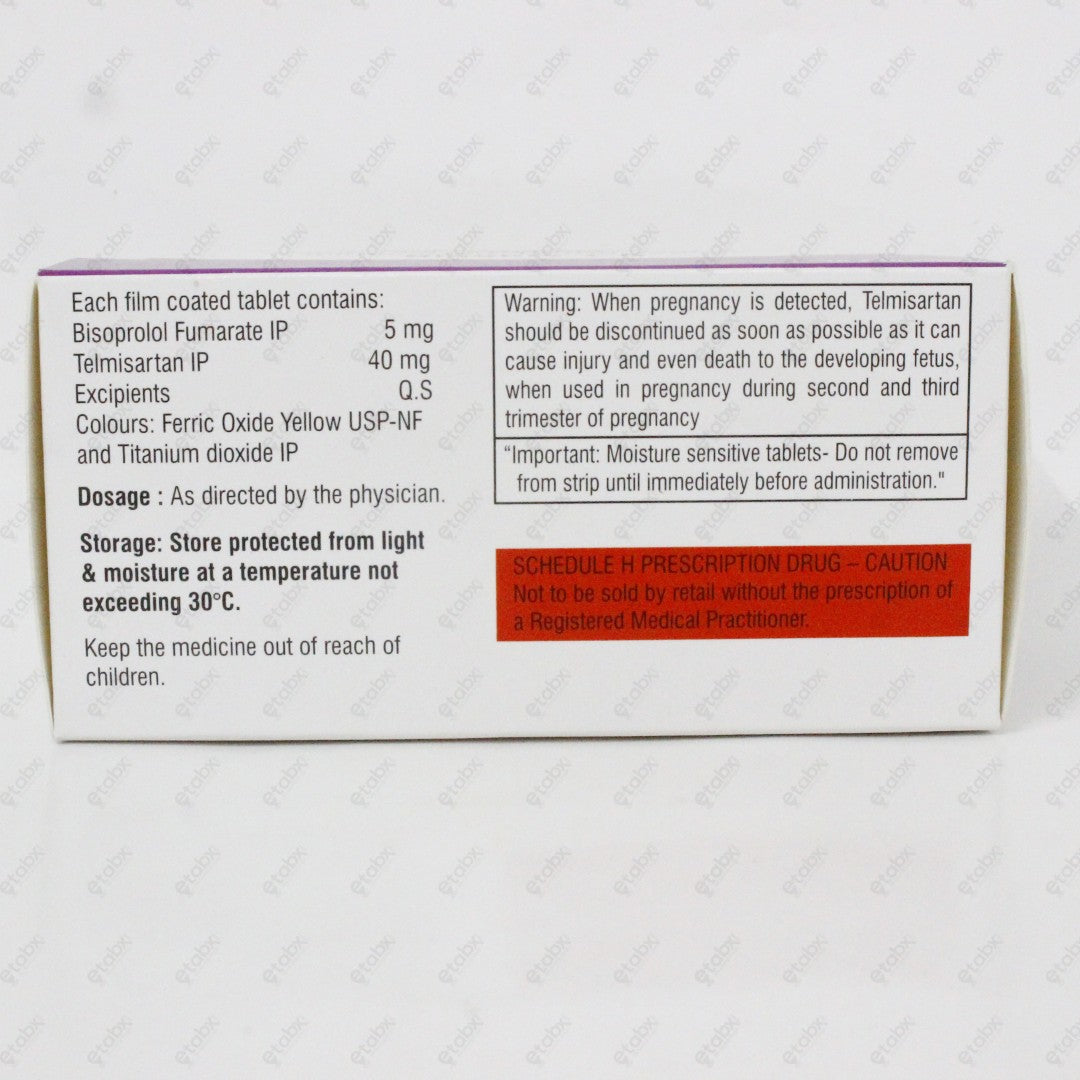 Each film coated tablet contains:
Bisoprolol Fumarate IP 5 mg
Telmisartan IP 40 mg
Excipients Q.S
Colours: Ferric Oxide Yellow USP-NF
and Titanium dioxide IP
Dosage : As directed by the physician.
Storage: Store protected from light
& moisture at a temperature not
exceeding 30°C.
Keep the medicine out of reach of
children.
Warning: When pregnancy is detected, Telmisartan
should be discontinued as soon as possible as it can
cause injury and even death to the developing fetus,
when used in pregnancy during second and third
trimester of pregnancy
"Important: Moisture sensitive tablets- Do not remove
from strip until immediately before administration."
SCHEDULE H PRESCRIPTION DRUG – CAUTION
Not to be sold by retail without the prescription of
a Registered Medical Practitioner.
etabx